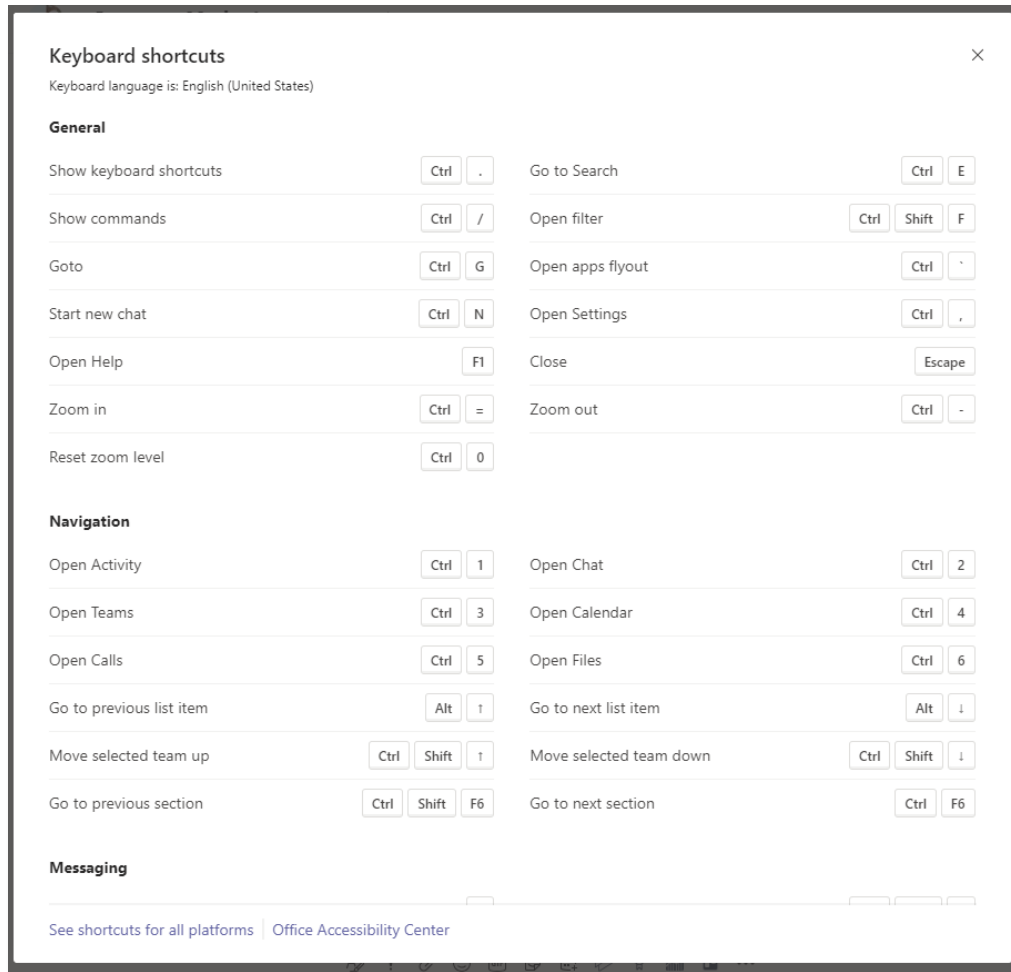 Keyboard shortcuts
Keyboard language is: English (United States)
General
Show keyboard shortcuts Ctrl . Go to Search Ctrl E
Show commands Ctrl / Open filter Ctrl Shift F
Goto Ctrl G Open apps flyout Ctrl `
Start new chat Ctrl N Open Settings Ctrl ,
Open Help F1 Close Escape
Zoom in Ctrl = Zoom out Ctrl -
Reset zoom level Ctrl 0
Navigation
Open Activity Ctrl 1 Open Chat Ctrl 2
Open Teams Ctrl 3 Open Calendar Ctrl 4
Open Calls Ctrl 5 Open Files Ctrl 6
Go to previous list item Alt ↑ Go to next list item Alt ↓
Move selected team up Ctrl Shift ↑ Move selected team down Ctrl Shift ↓
Go to previous section Ctrl Shift F6 Go to next section Ctrl F6
Messaging
See shortcuts for all platforms Office Accessibility Center